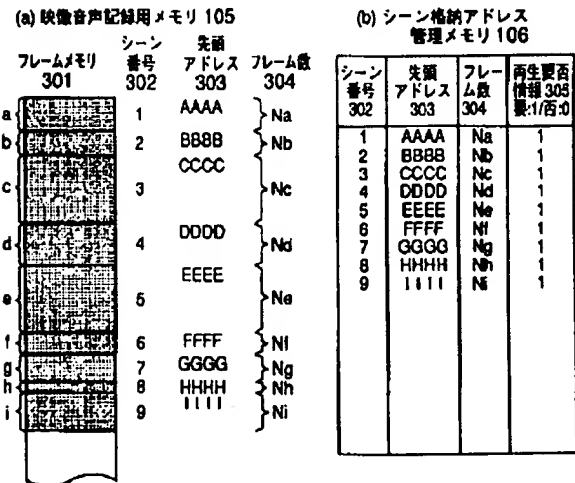 (a) 映像音声記録用メモリ 105
フレームメモリ
301
シーン
番号
302
先頭
アドレス
303
フレーム数
304
a 1 AAAA Na
b 2 BBBB Nb
c 3 CCCC Nc
d 4 DDDD Nd
e 5 EEEE Ne
f 6 FFFF Nf
g 7 GGGG Ng
h 8 HHHH Nh
i 9 IIII Ni
(b) シーン格納アドレス
管理メモリ 106
シーン
番号
302
先頭
アドレス
303
フレー
ム数
304
再生要否
情報 305
要:1/否:0
1 AAAA Na 1
2 BBBB Nb 1
3 CCCC Nc 1
4 DDDD Nd 1
5 EEEE Ne 1
6 FFFF Nf 1
7 GGGG Ng 1
8 HHHH Nh 1
9 IIII Ni 1